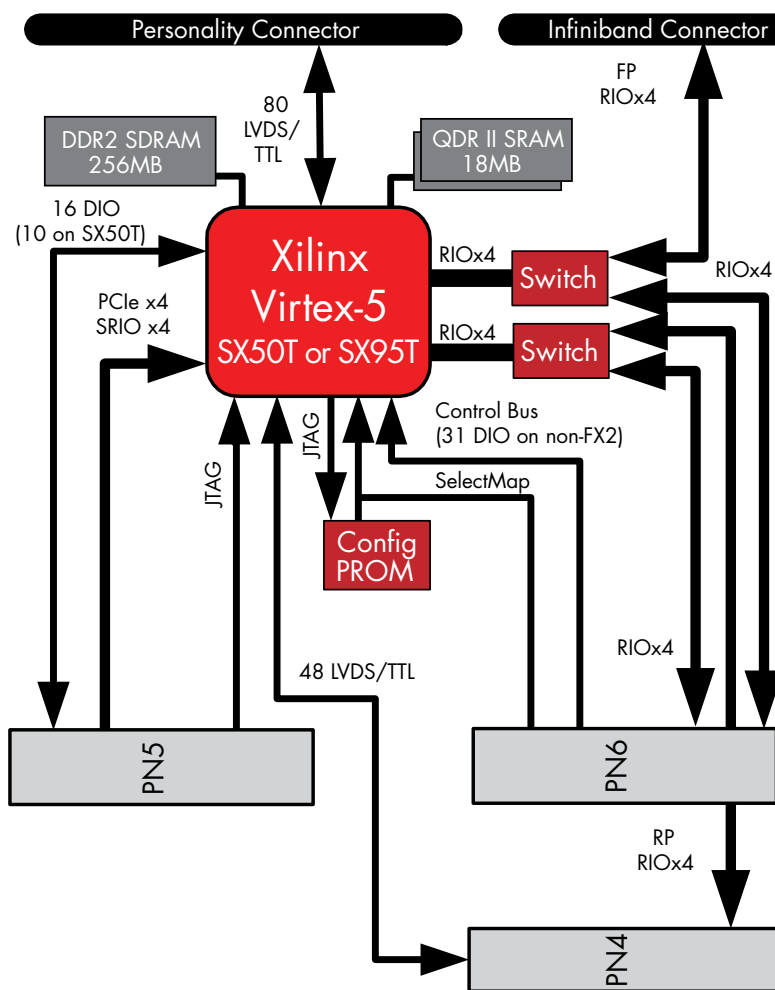 Personality Connector
Infiniband Connector
FP
RIOx4
80
LVDS/
TTL
DDR2 SDRAM
256MB
QDR II SRAM
18MB
16 DIO
(10 on SX50T)
Xilinx
Virtex-5
SX50T or SX95T
RIOx4
Switch
RIOx4
PCIe x4
SRIO x4
RIOx4
Switch
JTAG
JTAG
Control Bus
(31 DIO on non-FX2)
SelectMap
Config
PROM
48 LVDS/TTL
RIOx4
PN5
PN6
RP
RIOx4
PN4